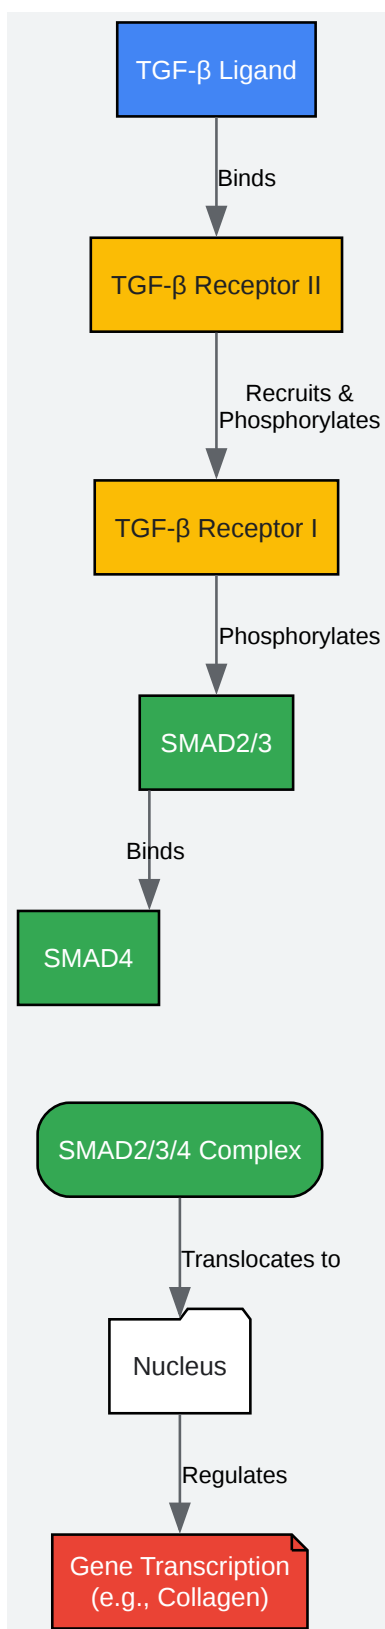 TGF-β Ligand
Binds
TGF-β Receptor II
Recruits &
Phosphorylates
TGF-β Receptor I
Phosphorylates
SMAD2/3
Binds
SMAD4
SMAD2/3/4 Complex
Translocates to
Nucleus
Regulates
Gene Transcription
(e.g., Collagen)